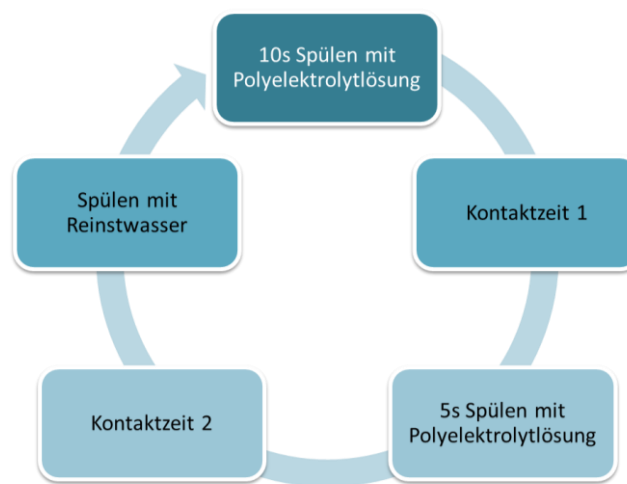 10s Spülen mit
Polyelektrolytlösung
Kontaktzeit 1
5s Spülen mit
Polyelektrolytlösung
Kontaktzeit 2
Spülen mit
Reinstwasser